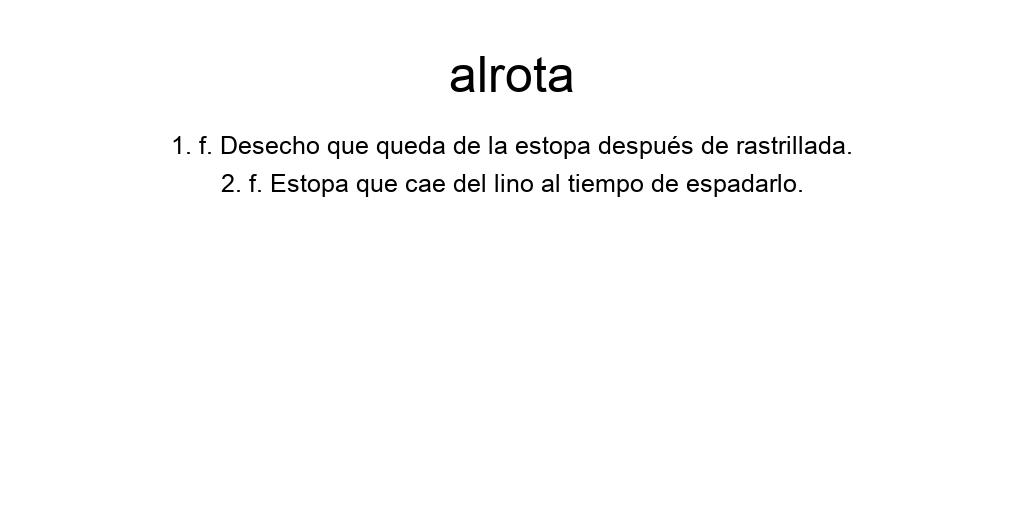 alrota
1. f. Desecho que queda de la estopa después de rastrillada.
2. f. Estopa que cae del lino al tiempo de espadarlo.